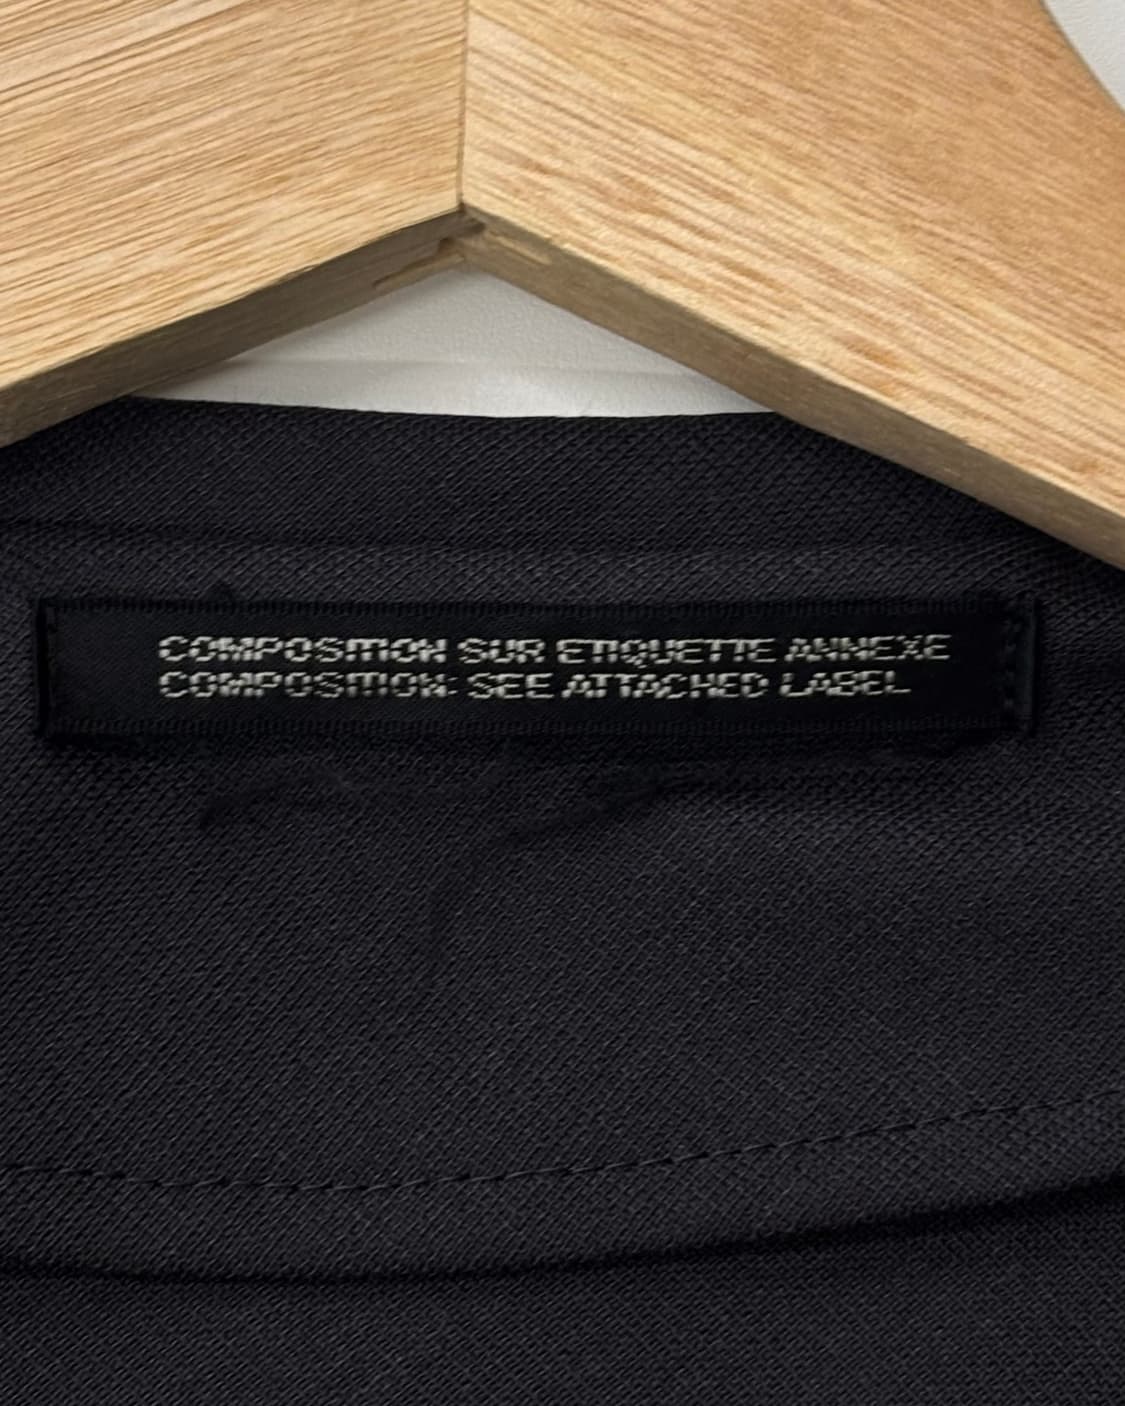 COMPOSITION SUR ETIQUETTE ANNEXE
COMPOSITION: SEE ATTACHED LABEL